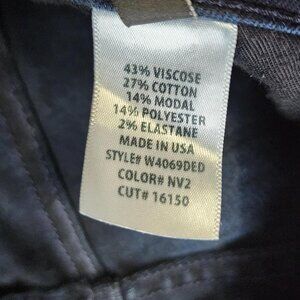 43% VISCOSE
27% COTTON
14% MODAL
14% POLYESTER
2% ELASTANE
MADE IN USA
STYLE# W4069DED
COLOR# NV2
CUT# 16150